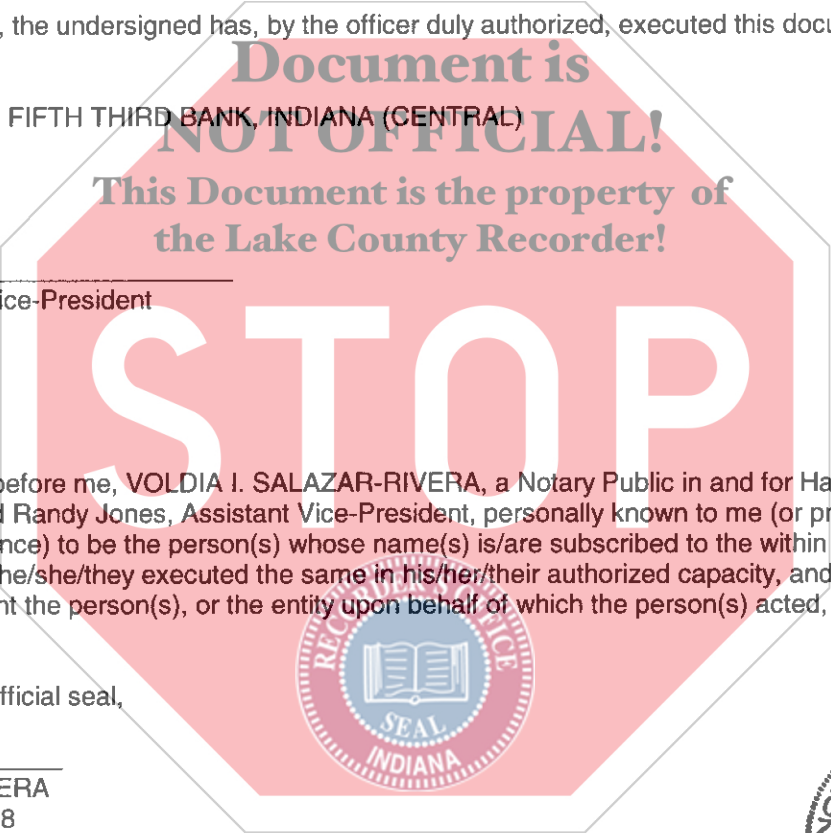 , the undersigned has, by the officer duly authorized, executed this docu
Document is
FIFTH THIRD BANK, INDIANA (CENTRAL)
NOT OFFICIAL!
This Document is the property of
the Lake County Recorder!
ice-President
STOP
before me, VOLDIA I. SALAZAR-RIVERA, a Notary Public in and for Ha
Randy Jones, Assistant Vice-President, personally known to me (or pr
nce) to be the person(s) whose name(s) is/are subscribed to the within
he/she/they executed the same in his/her/their authorized capacity, and
nt the person(s), or the entity upon behalf of which the person(s) acted,
RECORDER'S OFFICE
SEAL
INDIANA
fficial seal,
ERA
8